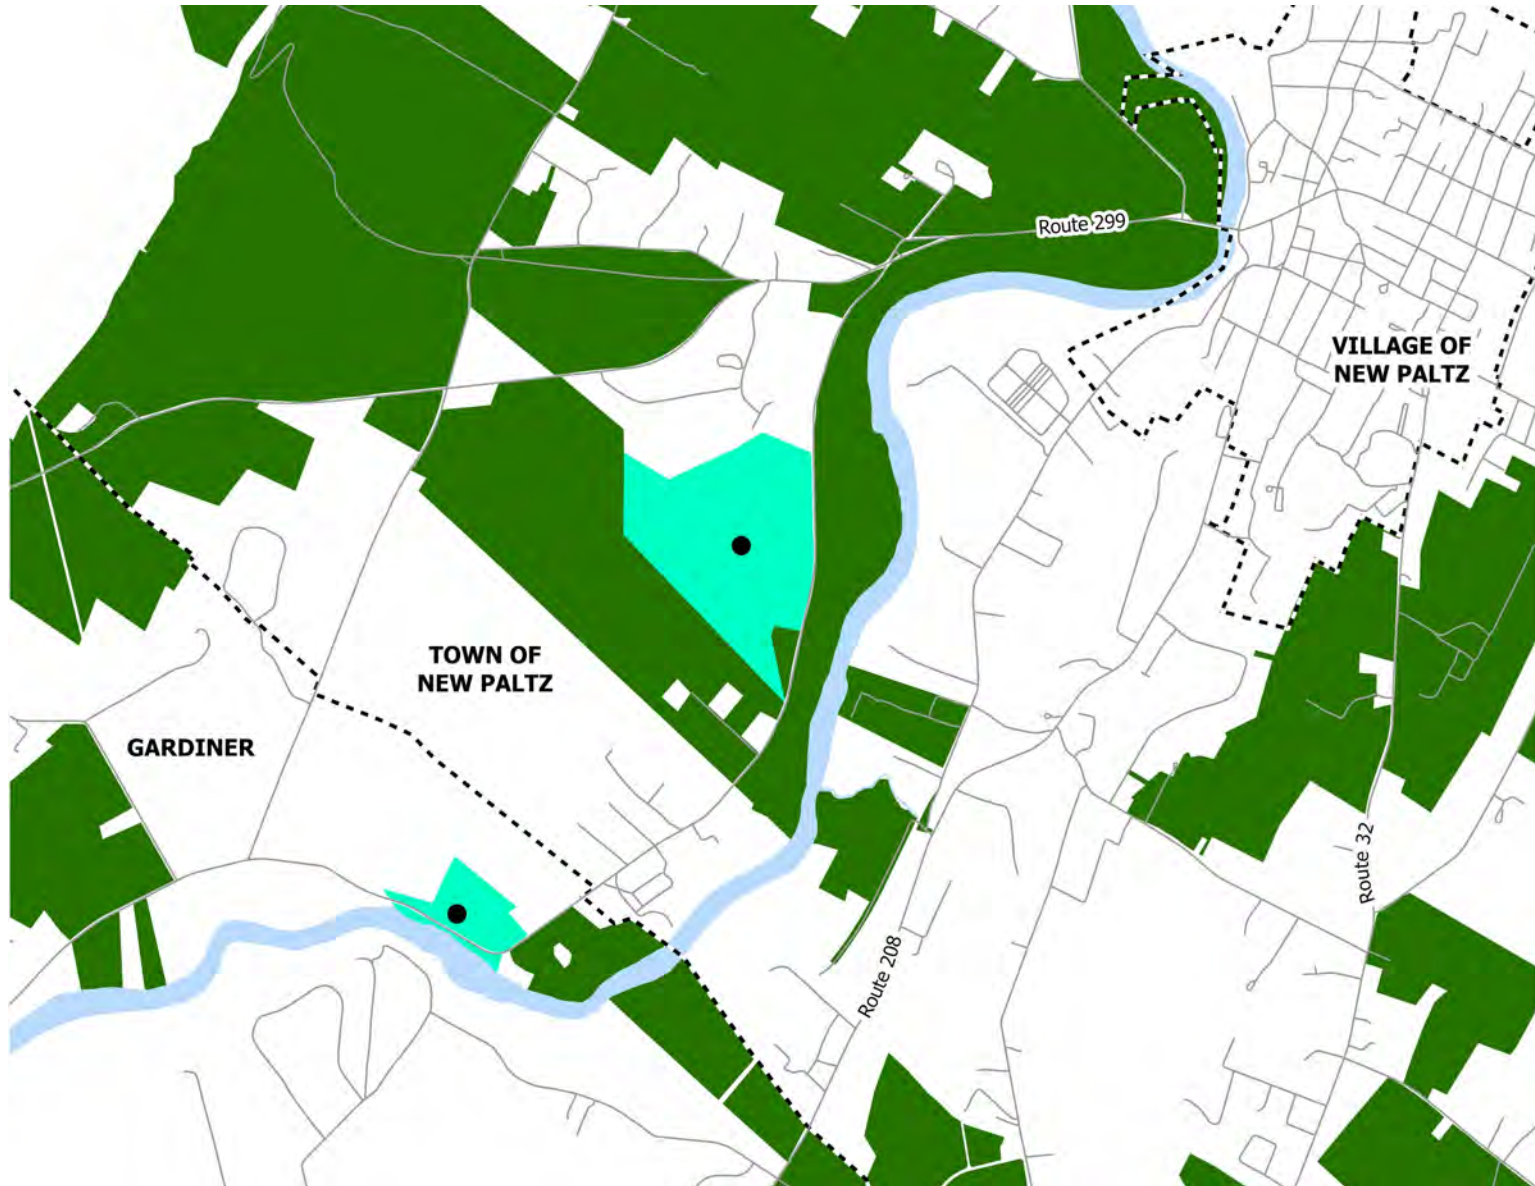 Route 299
VILLAGE OF
NEW PALTZ
TOWN OF
NEW PALTZ
GARDINER
Route 32
Route 208